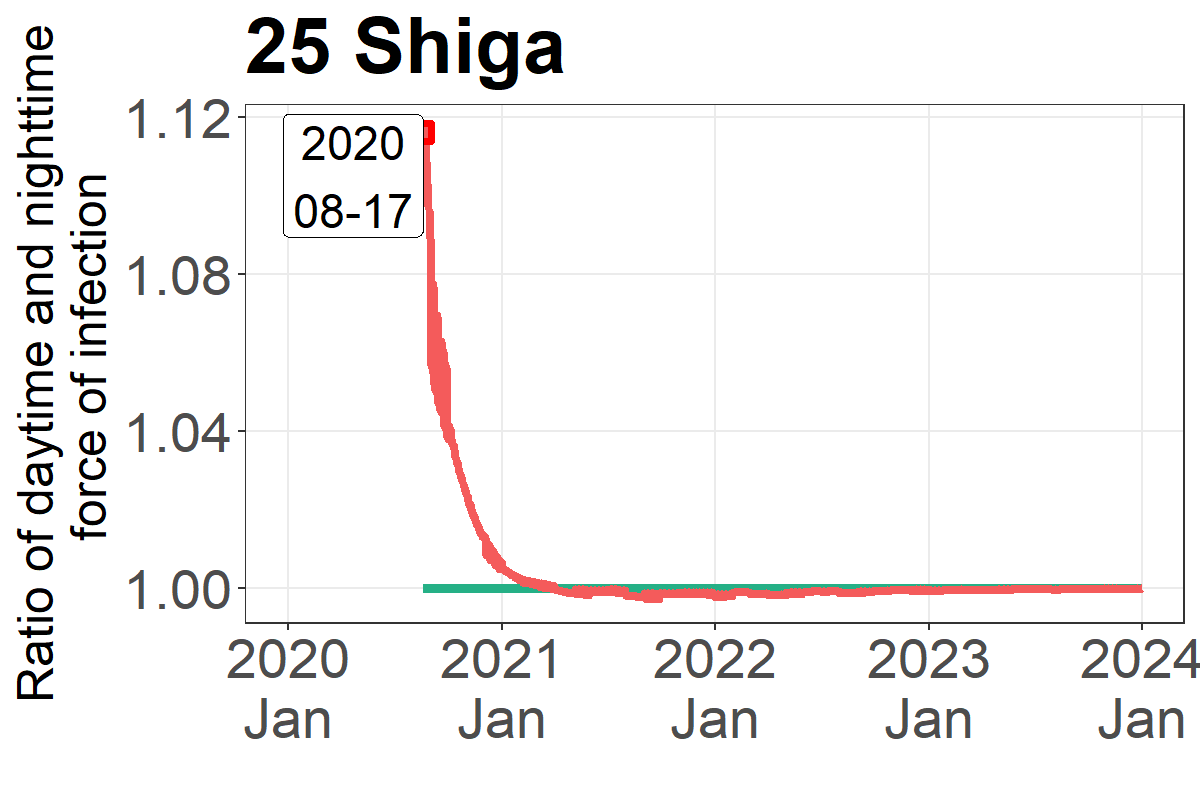 25 Shiga
Ratio of daytime and nighttime
force of infection
1.12
1.08
1.04
1.00
2020
08-17
2020 2021 2022 2023 2024
Jan Jan Jan Jan Jan